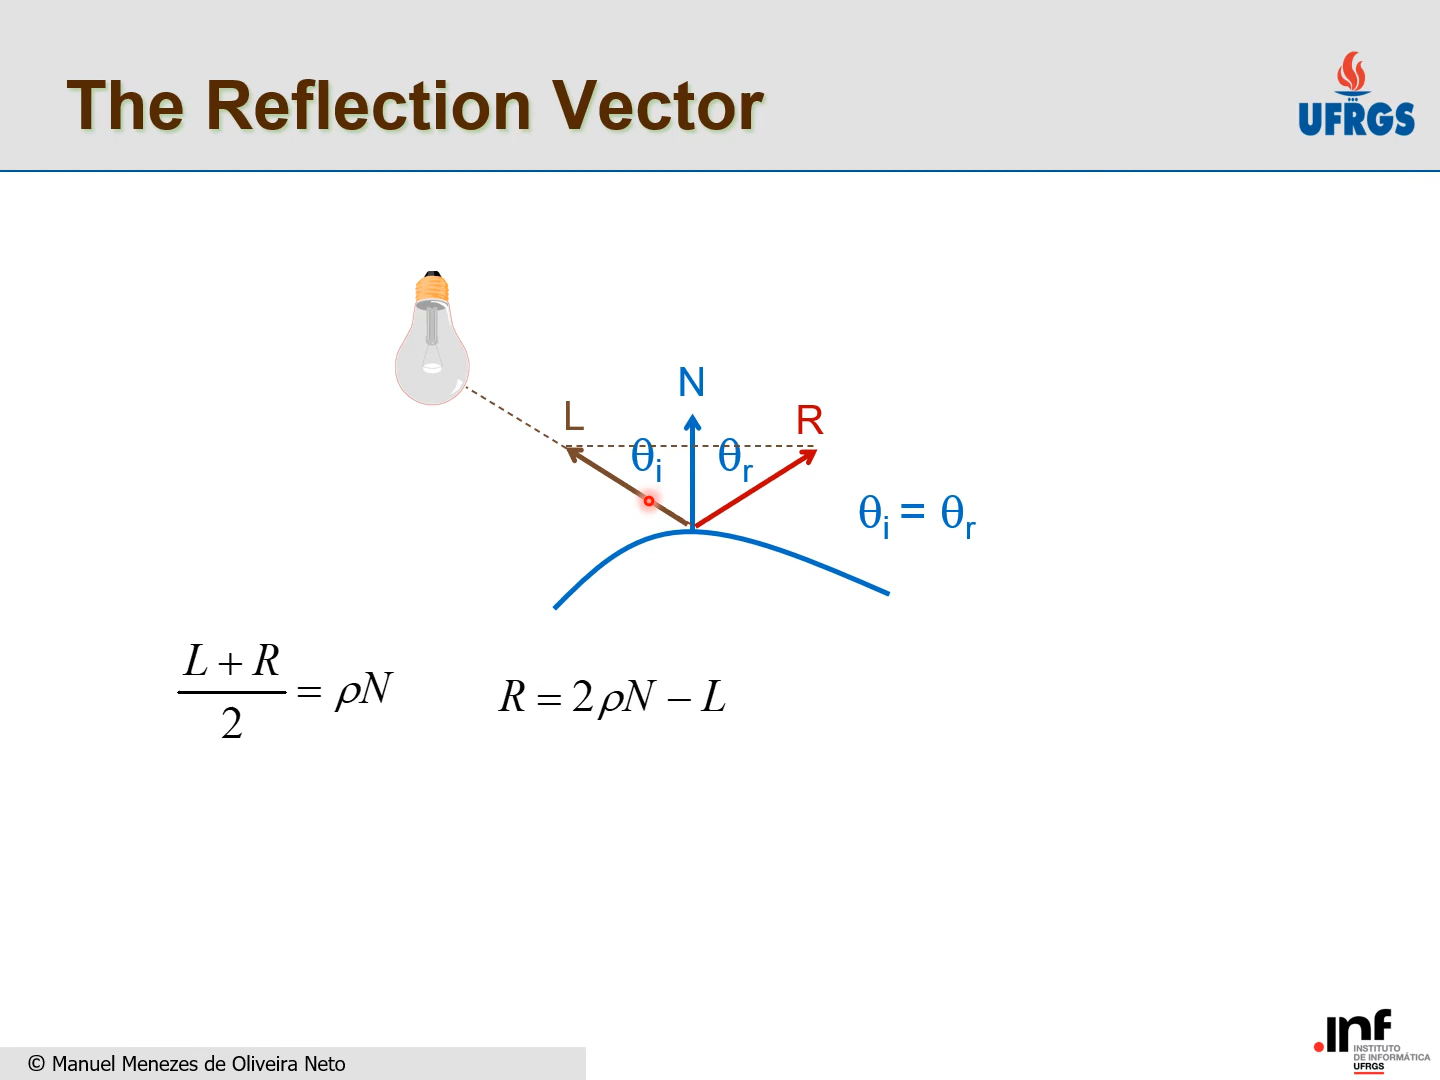 The Reflection Vector
UFRGS
N
L
R
θi
θr
θi = θr
(L + R) / 2 = ρN
R = 2ρN − L
© Manuel Menezes de Oliveira Neto
.inf
INSTITUTO
DE INFORMÁTICA
UFRGS